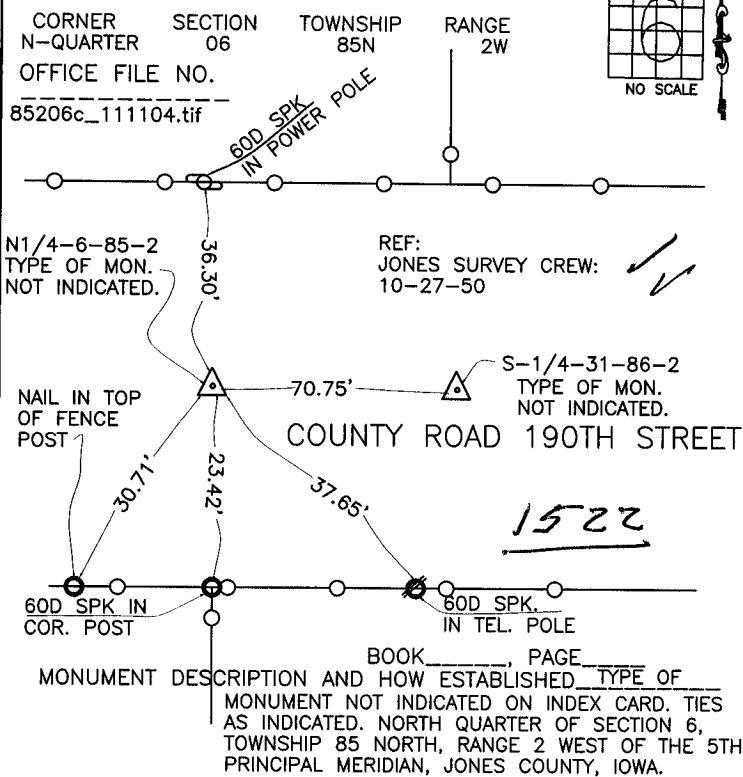 CORNER SECTION TOWNSHIP RANGE
N-QUARTER 06 85N 2W
OFFICE FILE NO.
85206c_111104.tif
6
NO SCALE
60D SPK
IN POWER POLE
N1/4-6-85-2
TYPE OF MON.
NOT INDICATED.
36.30'
REF:
JONES SURVEY CREW:
10-27-50
S-1/4-31-86-2
TYPE OF MON.
NOT INDICATED.
70.75'
NAIL IN TOP
OF FENCE
POST
COUNTY ROAD 190TH STREET
30.71'
23.42'
37.65'
1522
60D SPK IN
COR. POST
60D SPK.
IN TEL. POLE
BOOK______, PAGE____
MONUMENT DESCRIPTION AND HOW ESTABLISHED__TYPE OF__
MONUMENT NOT INDICATED ON INDEX CARD. TIES
AS INDICATED. NORTH QUARTER OF SECTION 6,
TOWNSHIP 85 NORTH, RANGE 2 WEST OF THE 5TH
PRINCIPAL MERIDIAN, JONES COUNTY, IOWA.